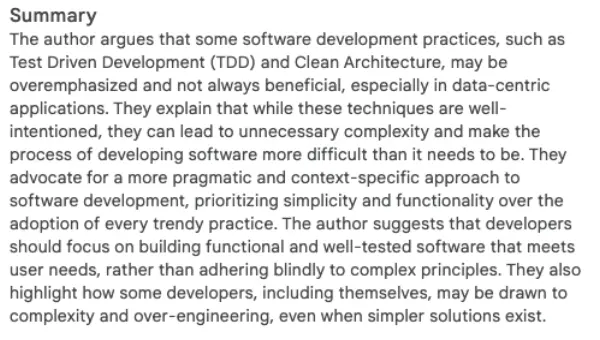 Summary
The author argues that some software development practices, such as
Test Driven Development (TDD) and Clean Architecture, may be
overemphasized and not always beneficial, especially in data-centric
applications. They explain that while these techniques are well-
intentioned, they can lead to unnecessary complexity and make the
process of developing software more difficult than it needs to be. They
advocate for a more pragmatic and context-specific approach to
software development, prioritizing simplicity and functionality over the
adoption of every trendy practice. The author suggests that developers
should focus on building functional and well-tested software that meets
user needs, rather than adhering blindly to complex principles. They also
highlight how some developers, including themselves, may be drawn to
complexity and over-engineering, even when simpler solutions exist.